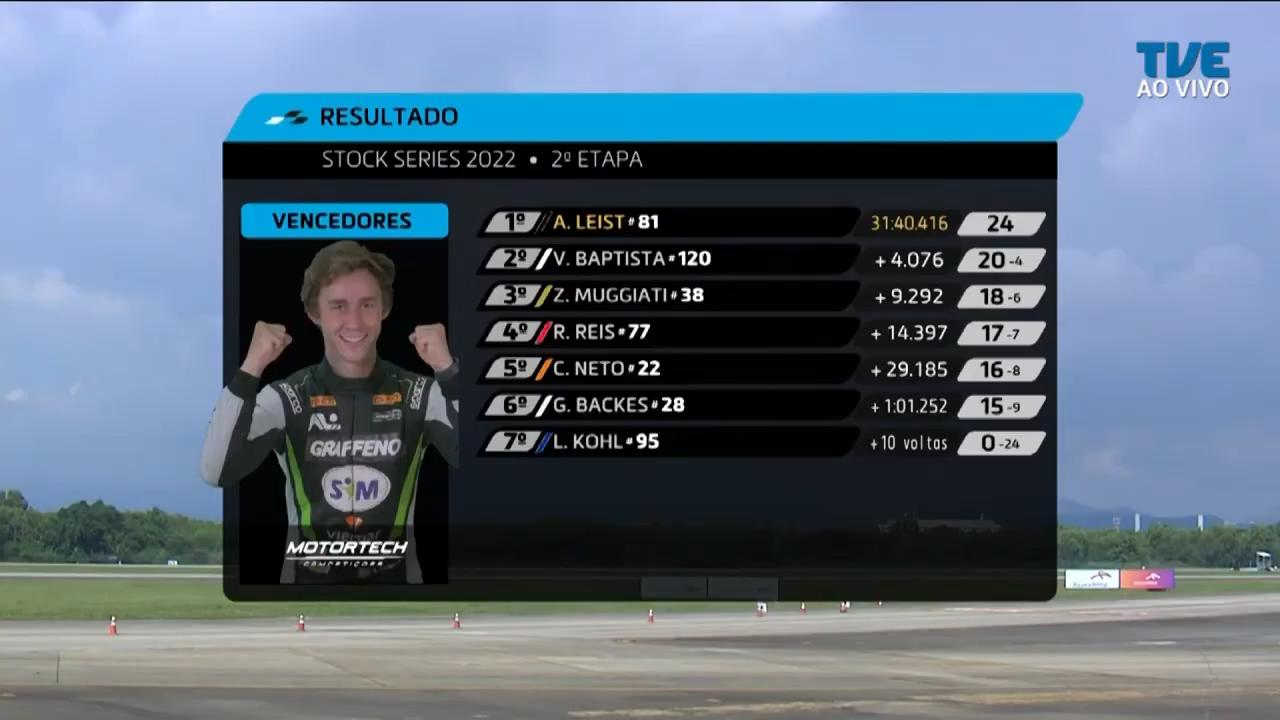 TVE
AO VIVO
RESULTADO
STOCK SERIES 2022 • 2º ETAPA
VENCEDORES
1º A. LEIST #81 31:40.416 24
2º V. BAPTISTA #120 + 4.076 20 -4
3º Z. MUGGIATI #38 + 9.292 18 -6
4º R. REIS #77 + 14.397 17 -7
5º C. NETO #22 + 29.185 16 -8
6º G. BACKES #28 + 1:01.252 15 -9
7º L. KOHL #95 +10 voltas 0 -24
GRAFFENO
SIM
MOTORTECH
COMPETIÇÕES